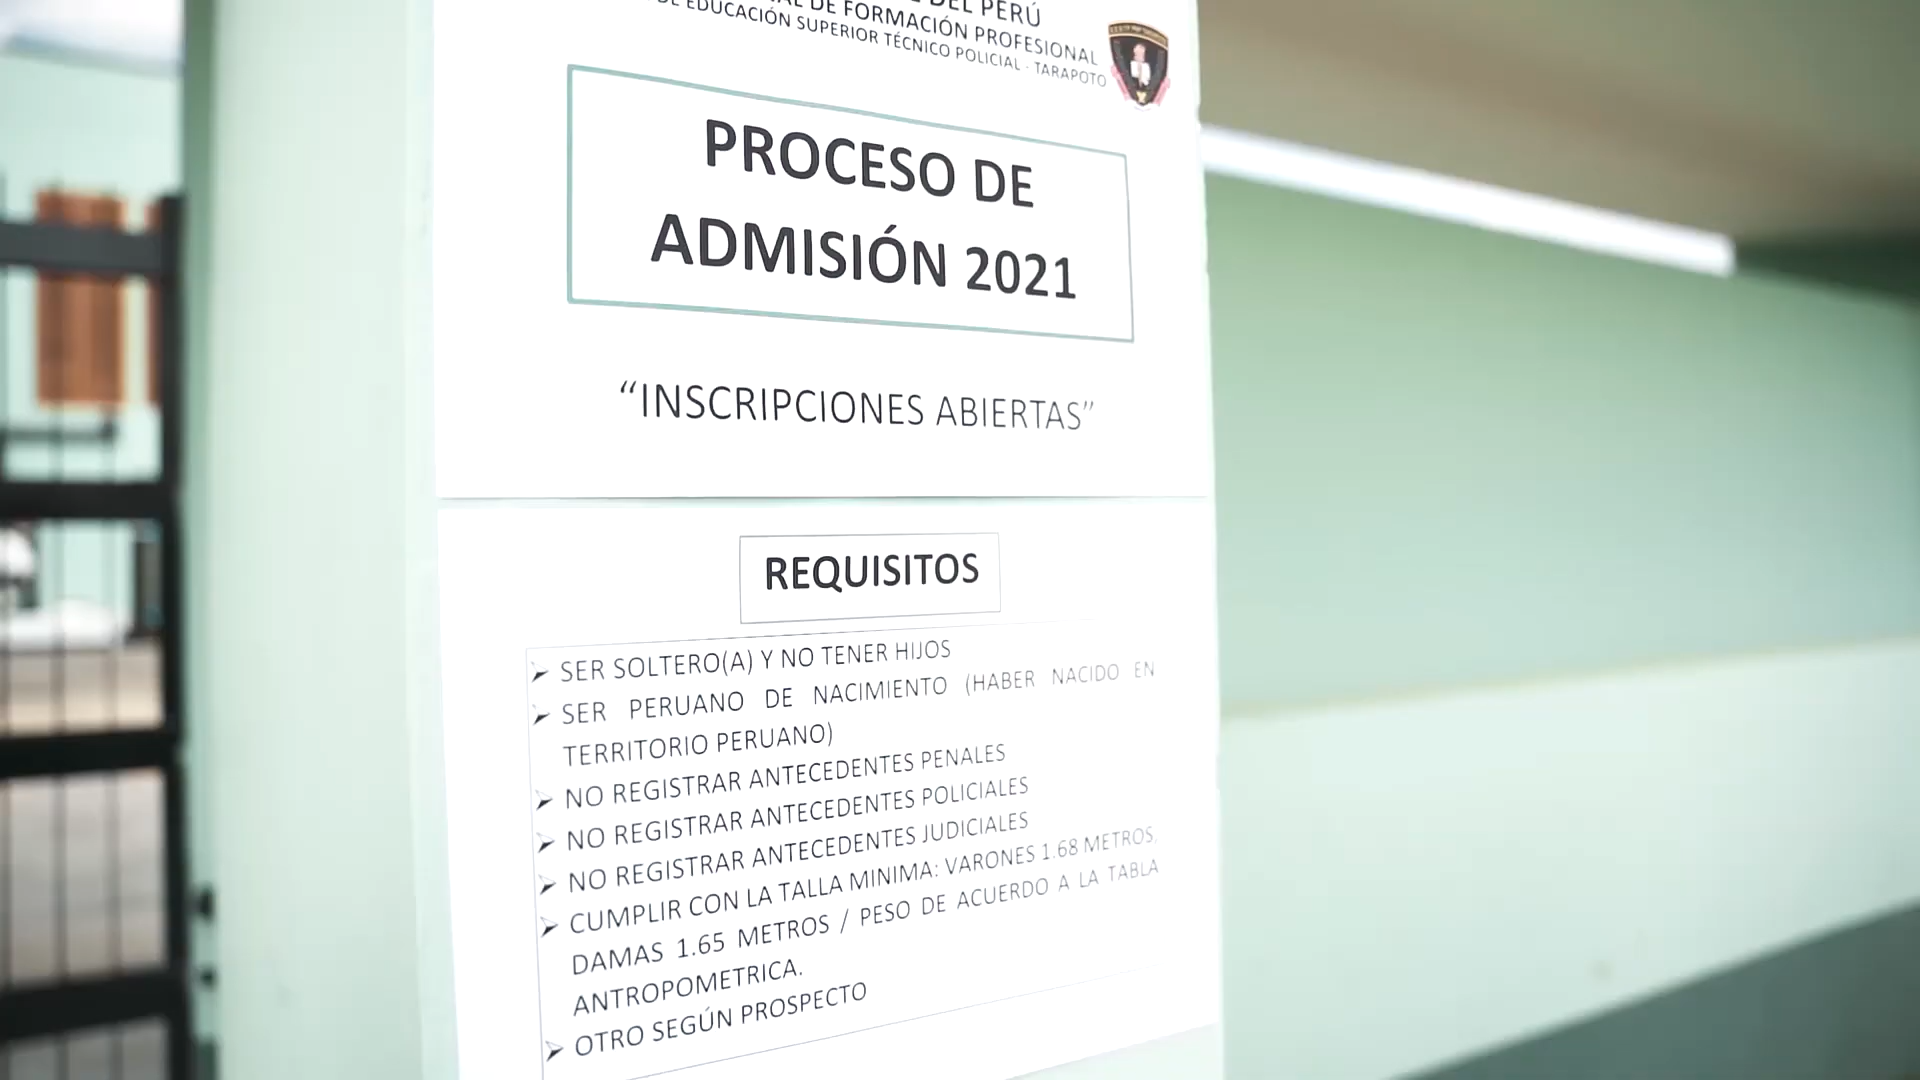 DEL PERÚ
DE FORMACIÓN PROFESIONAL
DE EDUCACIÓN SUPERIOR TÉCNICO POLICIAL - TARAPOTO
PROCESO DE
ADMISIÓN 2021
“INSCRIPCIONES ABIERTAS”
REQUISITOS
➢ SER SOLTERO(A) Y NO TENER HIJOS
➢ SER PERUANO DE NACIMIENTO (HABER NACIDO EN
TERRITORIO PERUANO)
➢ NO REGISTRAR ANTECEDENTES PENALES
➢ NO REGISTRAR ANTECEDENTES POLICIALES
➢ NO REGISTRAR ANTECEDENTES JUDICIALES
➢ CUMPLIR CON LA TALLA MINIMA: VARONES 1.68 METROS,
DAMAS 1.65 METROS / PESO DE ACUERDO A LA TABLA
ANTROPOMETRICA.
➢ OTRO SEGÚN PROSPECTO